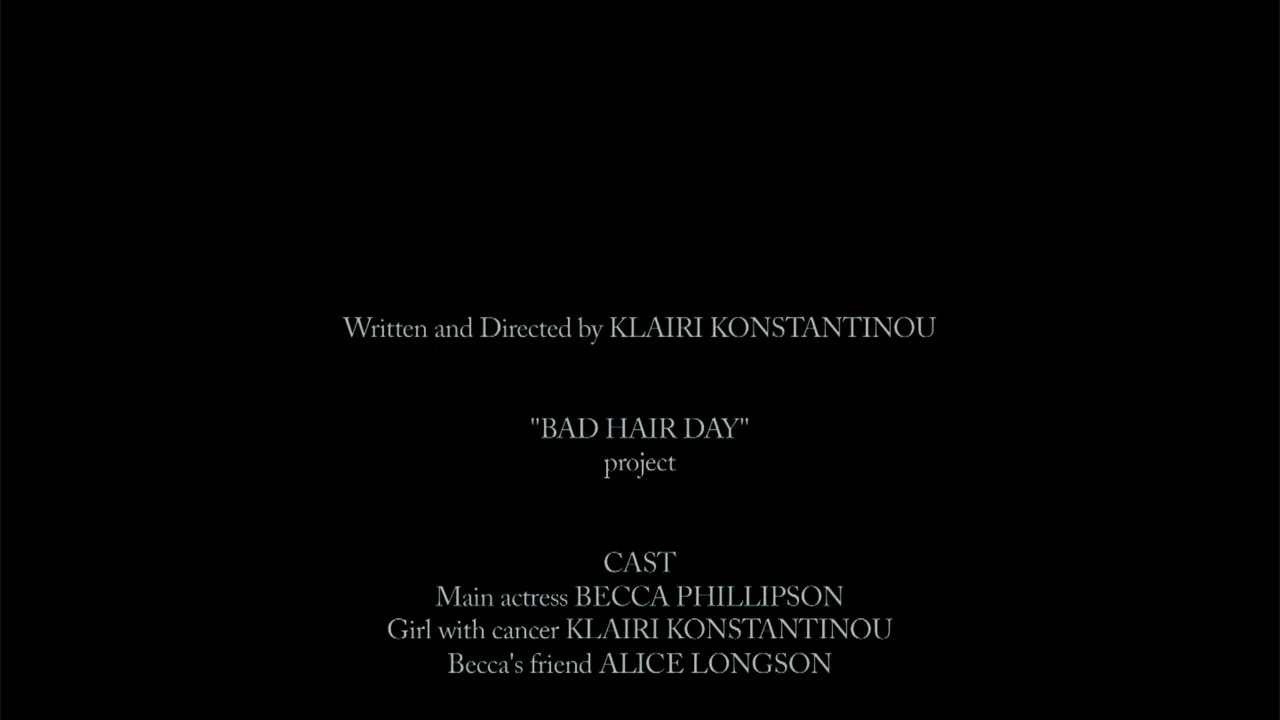 Written and Directed by KLAIRI KONSTANTINOU
"BAD HAIR DAY"
project
CAST
Main actress BECCA PHILLIPSON
Girl with cancer KLAIRI KONSTANTINOU
Becca's friend ALICE LONGSON